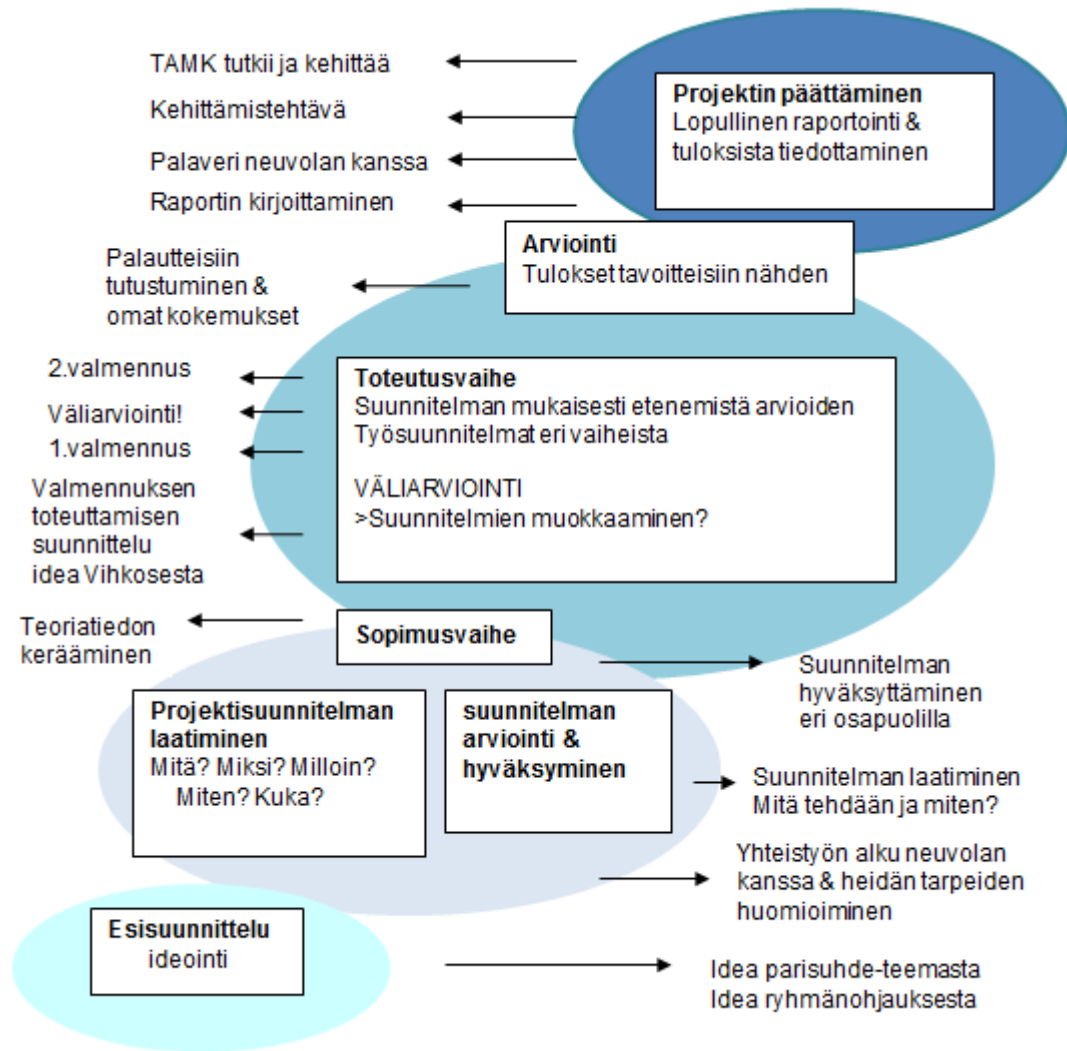 TAMK tutkii ja kehittää
Kehittämistehtävä
Palaveri neuvolan kanssa
Raportin kirjoittaminen
Projektin päättäminen
Lopullinen raportointi &
tuloksista tiedottaminen
Arviointi
Tulokset tavoitteisiin nähden
Palautteisiin
tutustuminen &
omat kokemukset
2.valmennus
Väliarviointi!
1.valmennus
Valmennuksen
toteuttamisen
suunnittelu
idea Vihkosesta
Toteutusvaihe
Suunnitelman mukaisesti etenemistä arvioiden
Työsuunnitelmat eri vaiheista
VÄLIARVIOINTI
>Suunnitelmien muokkaaminen?
Teoriatiedon
kerääminen
Sopimusvaihe
Suunnitelman
hyväksyttäminen
eri osapuolilla
Projektisuunnitelman
laatiminen
Mitä? Miksi? Milloin?
Miten? Kuka?
suunnitelman
arviointi &
hyväksyminen
Suunnitelman laatiminen
Mitä tehdään ja miten?
Yhteistyön alku neuvolan
kanssa & heidän tarpeiden
huomioiminen
Esisuunnittelu
ideointi
Idea parisuhde-teemasta
Idea ryhmänohjauksesta